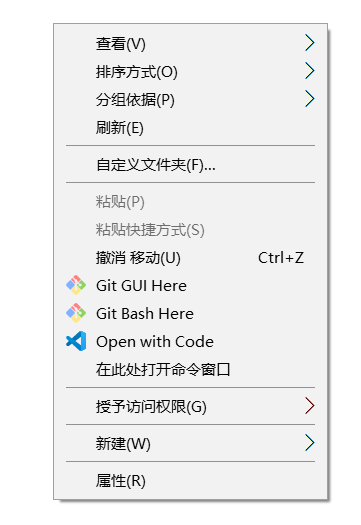 查看(V)
排序方式(O)
分组依据(P)
刷新(E)
自定义文件夹(F)...
粘贴(P)
粘贴快捷方式(S)
撤消 移动(U) Ctrl+Z
Git GUI Here
Git Bash Here
Open with Code
在此处打开命令窗口
授予访问权限(G)
新建(W)
属性(R)